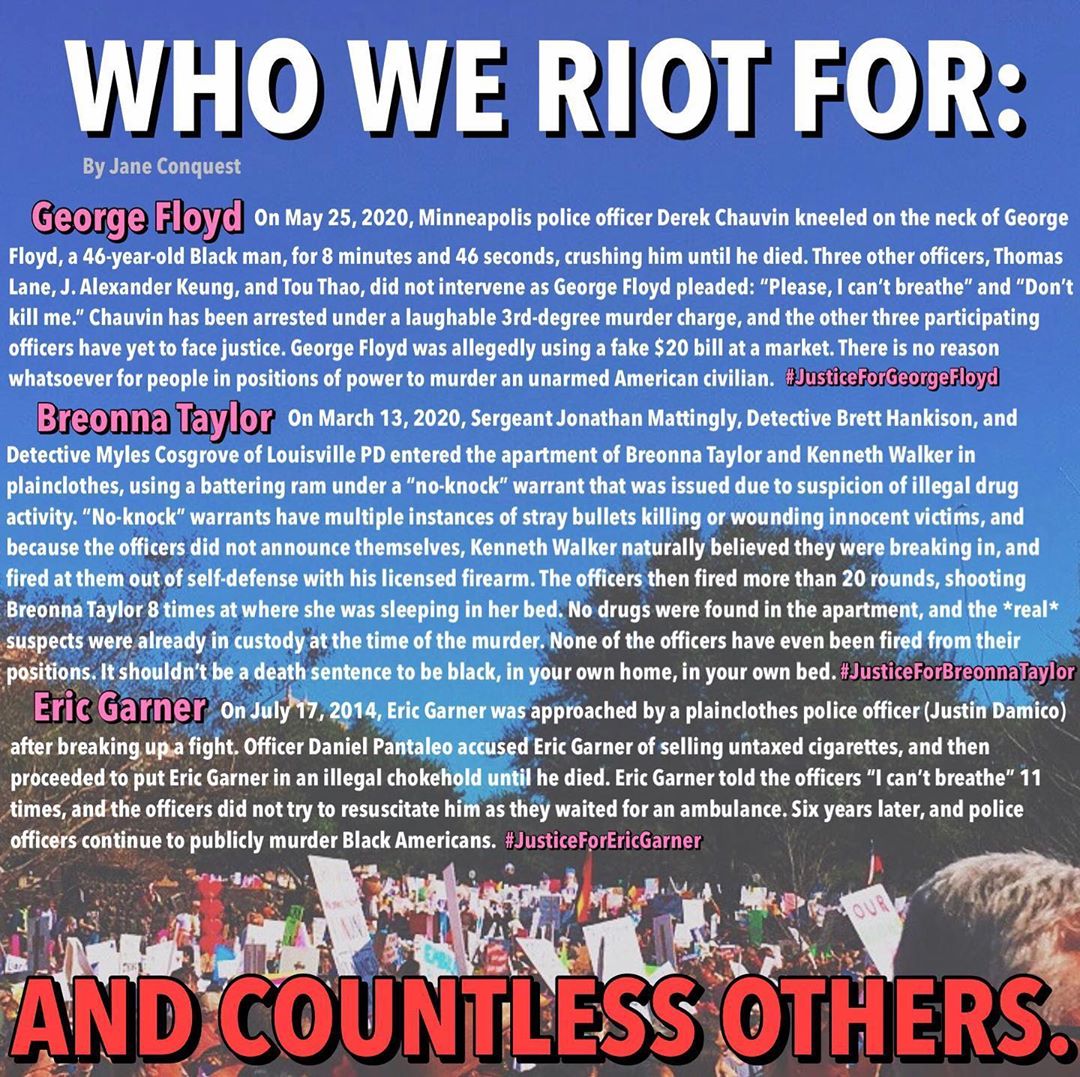 WHO WE RIOT FOR:
By Jane Conquest
George Floyd On May 25, 2020, Minneapolis police officer Derek Chauvin kneeled on the neck of George
Floyd, a 46-year-old Black man, for 8 minutes and 46 seconds, crushing him until he died. Three other officers, Thomas
Lane, J. Alexander Keung, and Tou Thao, did not intervene as George Floyd pleaded: “Please, I can’t breathe” and “Don’t
kill me.” Chauvin has been arrested under a laughable 3rd-degree murder charge, and the other three participating
officers have yet to face justice. George Floyd was allegedly using a fake $20 bill at a market. There is no reason
whatsoever for people in positions of power to murder an unarmed American civilian. #JusticeForGeorgeFloyd
Breonna Taylor On March 13, 2020, Sergeant Jonathan Mattingly, Detective Brett Hankison, and
Detective Myles Cosgrove of Louisville PD entered the apartment of Breonna Taylor and Kenneth Walker in
plainclothes, using a battering ram under a “no-knock” warrant that was issued due to suspicion of illegal drug
activity. “No-knock” warrants have multiple instances of stray bullets killing or wounding innocent victims, and
because the officers did not announce themselves, Kenneth Walker naturally believed they were breaking in, and
fired at them out of self-defense with his licensed firearm. The officers then fired more than 20 rounds, shooting
Breonna Taylor 8 times at where she was sleeping in her bed. No drugs were found in the apartment, and the *real*
suspects were already in custody at the time of the murder. None of the officers have even been fired from their
positions. It shouldn’t be a death sentence to be black, in your own home, in your own bed. #JusticeForBreonnaTaylor
Eric Garner On July 17, 2014, Eric Garner was approached by a plainclothes police officer (Justin Damico)
after breaking up a fight. Officer Daniel Pantaleo accused Eric Garner of selling untaxed cigarettes, and then
proceeded to put Eric Garner in an illegal chokehold until he died. Eric Garner told the officers “I can’t breathe” 11
times, and the officers did not try to resuscitate him as they waited for an ambulance. Six years later, and police
officers continue to publicly murder Black Americans. #JusticeForEricGarner
OUR
AND COUNTLESS OTHERS.